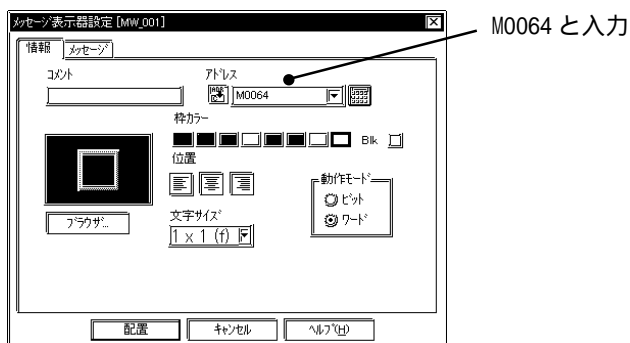 ﾒｯｾｰｼﾞ表示器設定 [MW_001]
M0064 と入力
情報 ﾒｯｾｰｼﾞ
ｺﾒﾝﾄ ｱﾄﾞﾚｽ
M0064
枠ｶﾗｰ
Blk
位置
動作ﾓｰﾄﾞ
ﾋﾞｯﾄ
ﾜｰﾄﾞ
ﾌﾞﾗｳｻﾞ...
文字ｻｲｽﾞ
1 x 1 (f)
配置 ｷｬﾝｾﾙ ﾍﾙﾌﾟ(H)